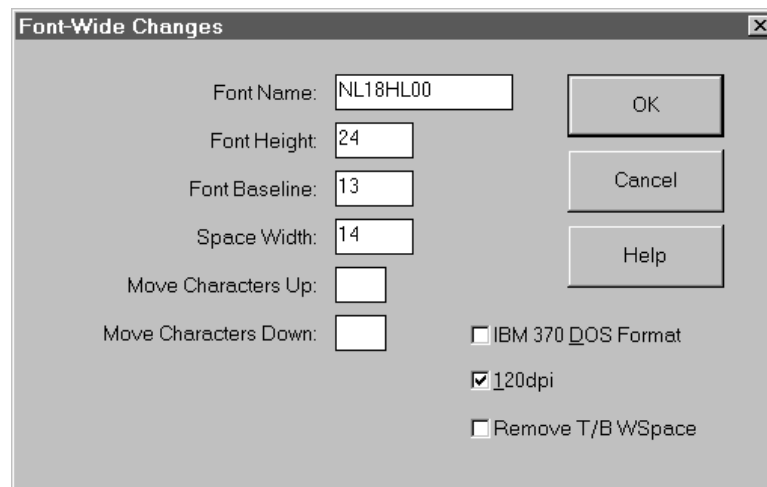 Font-Wide Changes
Font Name: NL18HL00
OK
Font Height: 24
Font Baseline: 13
Cancel
Space Width: 14
Help
Move Characters Up:
Move Characters Down:
IBM 370 DOS Format
120dpi
Remove T/B WSpace